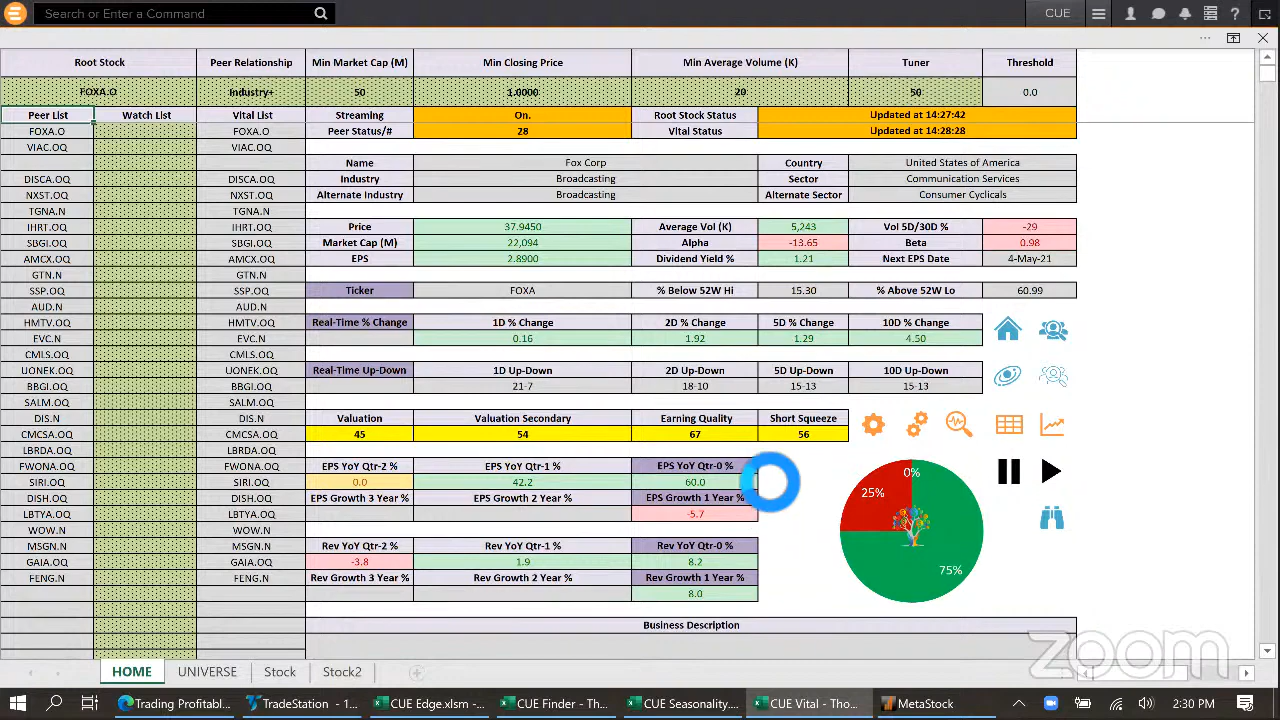 Search or Enter a Command CUE ?
...
Root Stock Peer Relationship Min Market Cap (M) Min Closing Price Min Average Volume (K) Tuner Threshold
FOXA.O Industry+ 50 1.0000 20 50 0.0
Peer List Watch List Vital List Streaming On. Root Stock Status Updated at 14:27:42
FOXA.O FOXA.O Peer Status/# 28 Vital Status Updated at 14:28:28
VIAC.OQ VIAC.OQ
Name Fox Corp Country United States of America
DISCA.OQ DISCA.OQ Industry Broadcasting Sector Communication Services
NXST.OQ NXST.OQ Alternate Industry Broadcasting Alternate Sector Consumer Cyclicals
TGNA.N TGNA.N
IHRT.OQ IHRT.OQ Price 37.9450 Average Vol (K) 5,243 Vol 5D/30D % -29
SBGI.OQ SBGI.OQ Market Cap (M) 22,094 Alpha -13.65 Beta 0.98
AMCX.OQ AMCX.OQ EPS 2.8900 Dividend Yield % 1.21 Next EPS Date 4-May-21
GTN.N GTN.N
SSP.OQ SSP.OQ Ticker FOXA % Below 52W Hi 15.30 % Above 52W Lo 60.99
AUD.N AUD.N
HMTV.OQ HMTV.OQ Real-Time % Change 1D % Change 2D % Change 5D % Change 10D % Change
EVC.N EVC.N 0.16 1.92 1.29 4.50
CMLS.OQ CMLS.OQ
UONEK.OQ UONEK.OQ Real-Time Up-Down 1D Up-Down 2D Up-Down 5D Up-Down 10D Up-Down
BBGI.OQ BBGI.OQ 21-7 18-10 15-13 15-13
SALM.OQ SALM.OQ
DIS.N DIS.N Valuation Valuation Secondary Earning Quality Short Squeeze
CMCSA.OQ CMCSA.OQ 45 54 67 56
LBRDA.OQ LBRDA.OQ
FWONA.OQ FWONA.OQ EPS YoY Qtr-2 % EPS YoY Qtr-1 % EPS YoY Qtr-0 % 0%
SIRI.OQ SIRI.OQ 0.0 42.2 60.0
DISH.OQ DISH.OQ EPS Growth 3 Year % EPS Growth 2 Year % EPS Growth 1 Year % 25%
LBTYA.OQ LBTYA.OQ -5.7
WOW.N WOW.N
MSGN.N MSGN.N Rev YoY Qtr-2 % Rev YoY Qtr-1 % Rev YoY Qtr-0 %
GAIA.OQ GAIA.OQ -3.8 1.9 8.2 75%
FENG.N FENG.N Rev Growth 3 Year % Rev Growth 2 Year % Rev Growth 1 Year %
8.0
Business Description
zoom
HOME UNIVERSE Stock Stock2
Trading Profitabl... TradeStation - 1... CUE Edge.xlsm - ... CUE Finder - Th... CUE Seasonality.... CUE Vital - Tho... MetaStock 2:30 PM